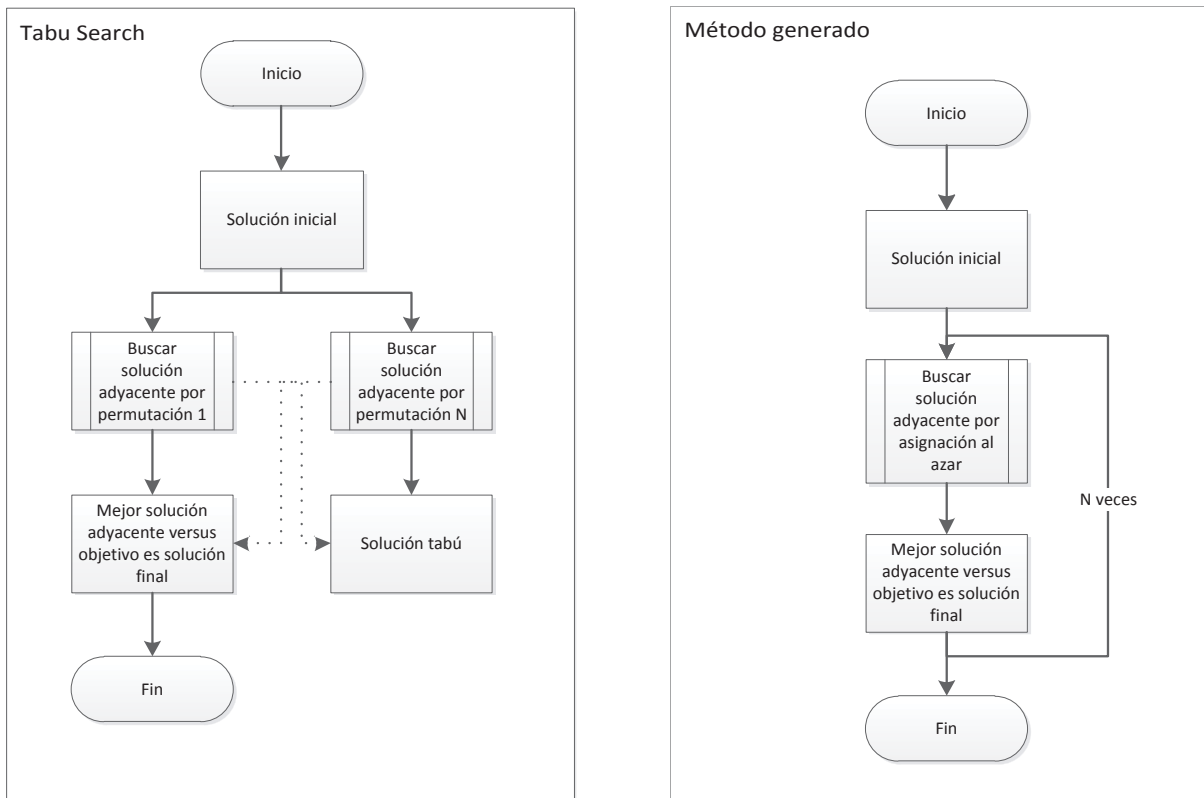 Tabu Search
Inicio
Solución inicial
Buscar
solución
adyacente por
permutación 1
Buscar
solución
adyacente por
permutación N
Mejor solución
adyacente versus
objetivo es solución
final
Solución tabú
Fin
Método generado
Inicio
Solución inicial
Buscar
solución
adyacente por
asignación al
azar
N veces
Mejor solución
adyacente versus
objetivo es solución
final
Fin